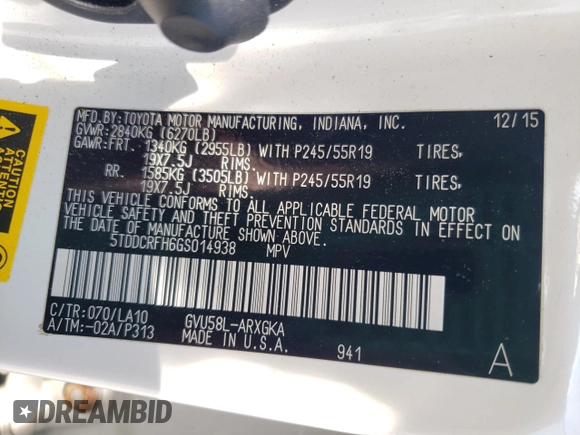 MFD.BY:TOYOTA MOTOR MANUFACTURING, INDIANA, INC. 12/15
GVWR:2840KG (6270LB)
GAWR:FRT. 1340KG (2955LB) WITH P245/55R19 TIRES,
19X7.5J RIMS,
RR. 1585KG (3505LB) WITH P245/55R19 TIRES,
19X7.5J RIMS.
THIS VEHICLE CONFORMS TO ALL APPLICABLE FEDERAL MOTOR
VEHICLE SAFETY AND THEFT PREVENTION STANDARDS IN EFFECT ON
THE DATE OF MANUFACTURE SHOWN ABOVE.
5TDDCRFH6GS014938 MPV
C/TR:070/LA10 GVU58L-ARXGKA
A/TM:-02A/P313 MADE IN U.S.A. 941 A
CAUTION
DREAMBID